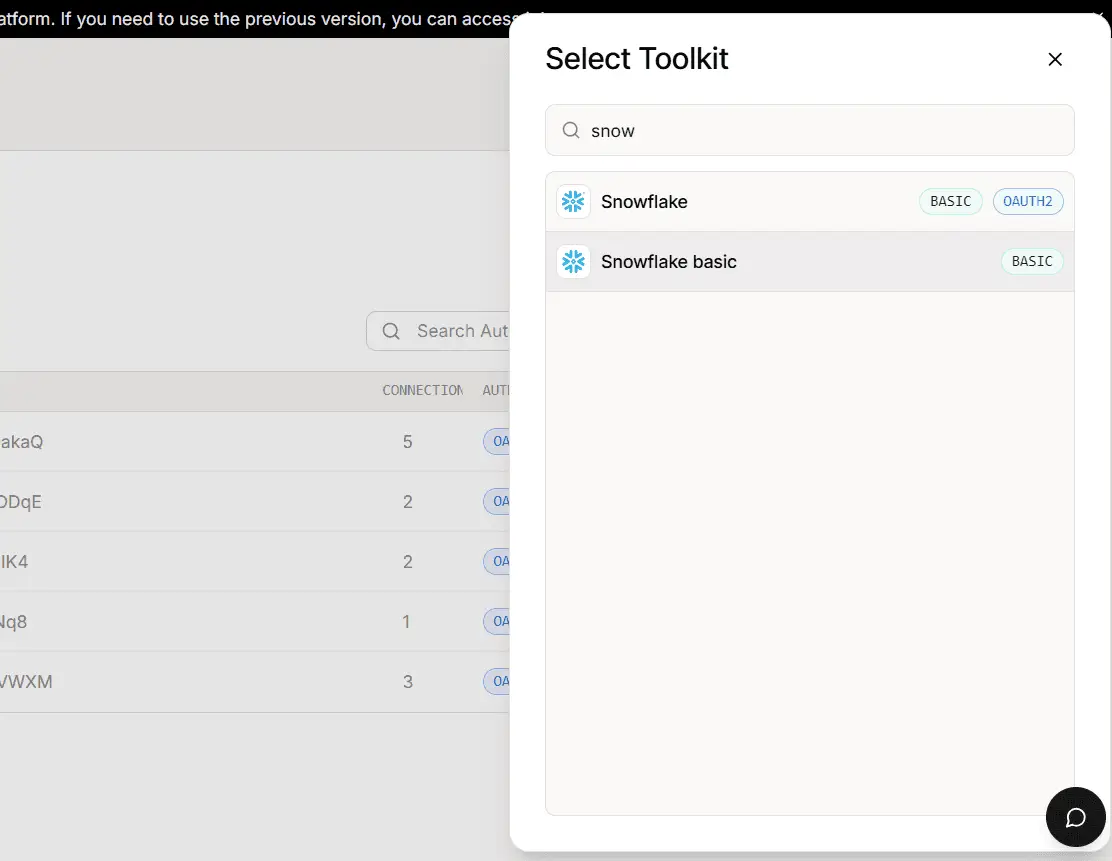 atform. If you need to use the previous version, you can access
Select Toolkit
snow
Snowflake BASIC OAUTH2
Snowflake basic BASIC
Search Aut
CONNECTION AUTH
akaQ 5 OA
DDqE 2 OA
IK4 2 OA
Nq8 1 OA
VWXM 3 OA